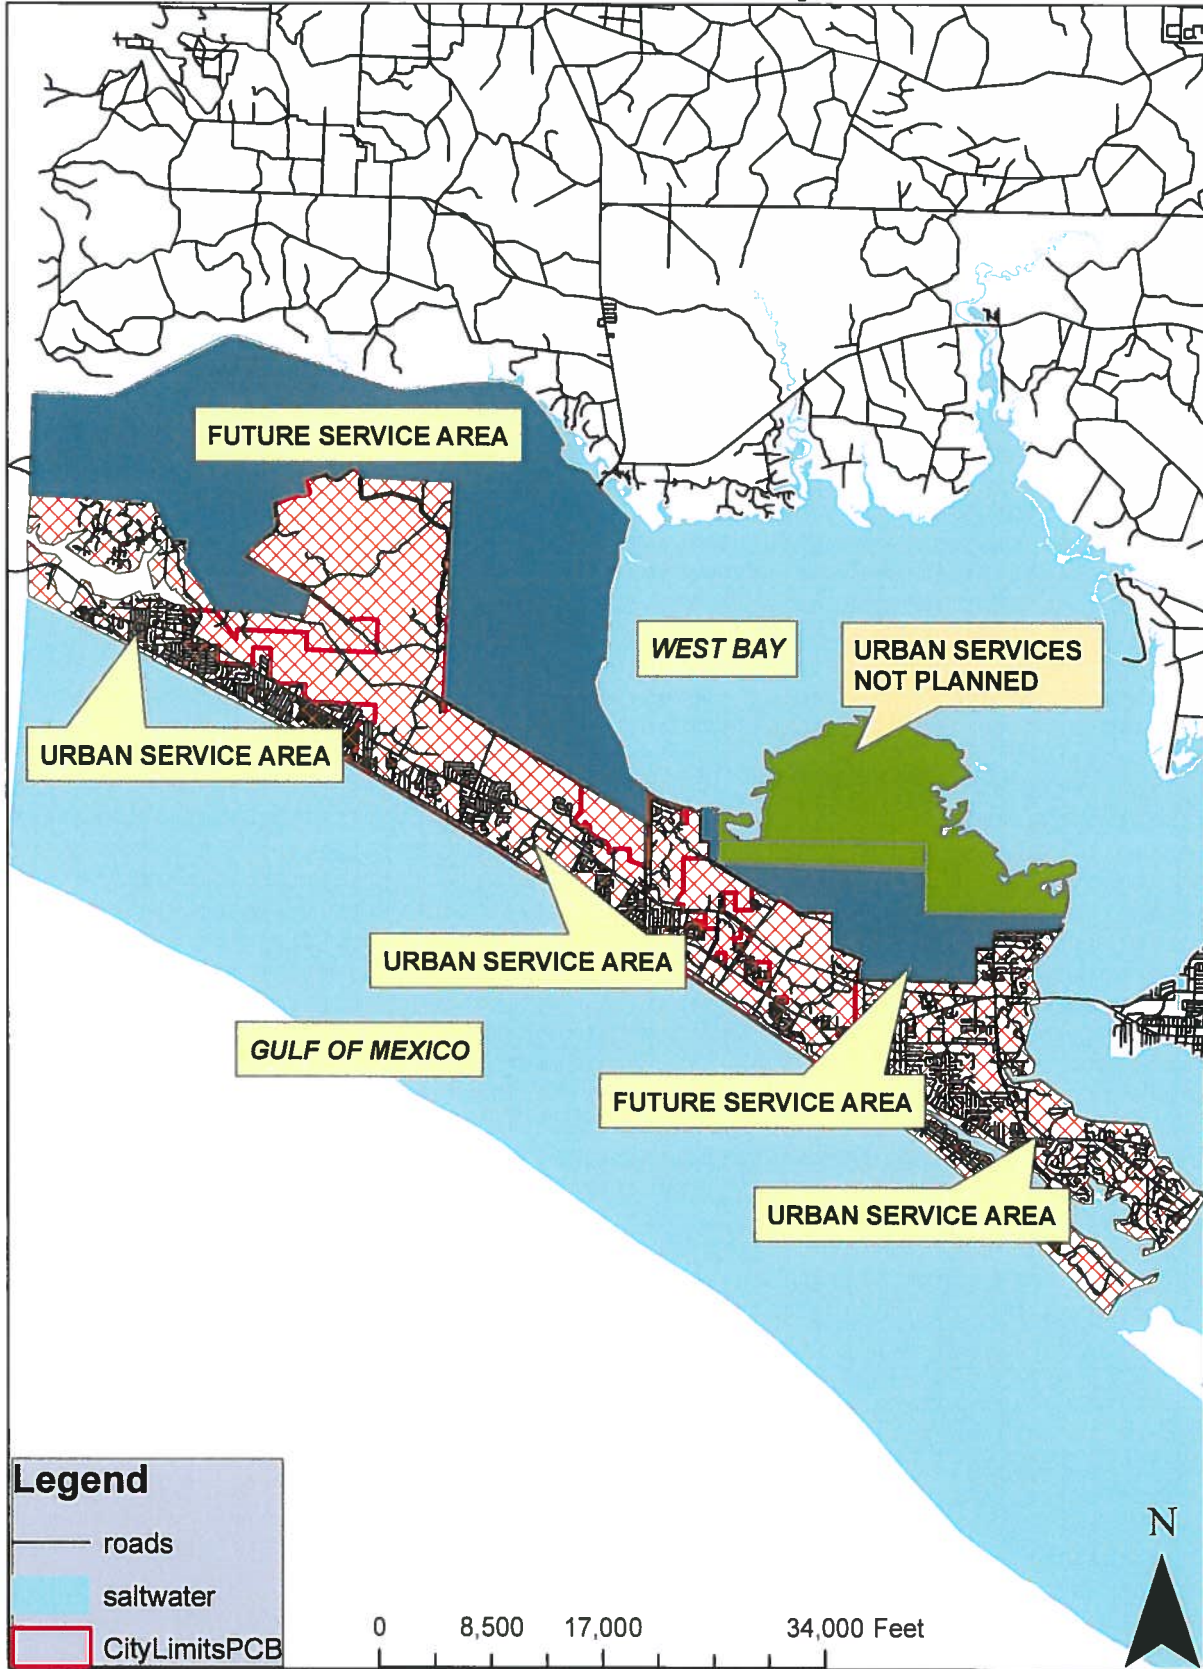 FUTURE SERVICE AREA
WEST BAY
URBAN SERVICES
NOT PLANNED
URBAN SERVICE AREA
URBAN SERVICE AREA
GULF OF MEXICO
FUTURE SERVICE AREA
URBAN SERVICE AREA
Legend
roads
saltwater
CityLimitsPCB
0 8,500 17,000 34,000 Feet
N